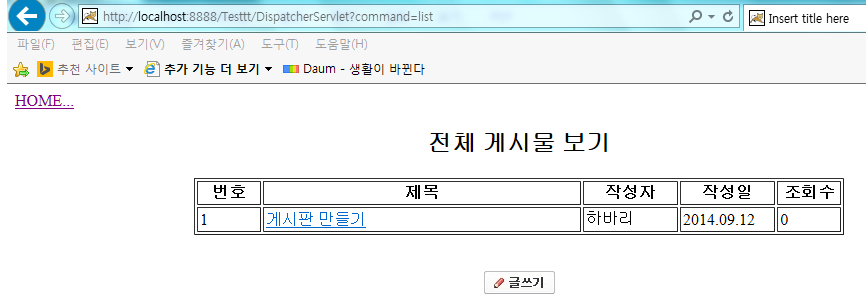 http://localhost:8888/Testtt/DispatcherServlet?command=list
Insert title here
파일(F) 편집(E) 보기(V) 즐겨찾기(A) 도구(T) 도움말(H)
추천 사이트 추가 기능 더 보기 Daum - 생활이 바뀐다
HOME...
전체 게시물 보기
번호 제목 작성자 작성일 조회수
1 게시판 만들기 하바리 2014.09.12 0
글쓰기